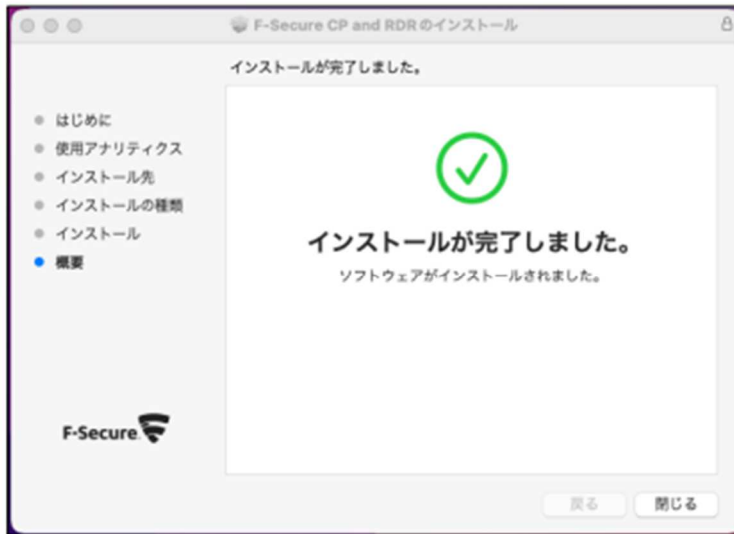 F-Secure CP and RDR のインストール
インストールが完了しました。
はじめに
使用アナリティクス
インストール先
インストールの種類
インストール
概要
インストールが完了しました。
ソフトウェアがインストールされました。
F-Secure.
戻る
閉じる